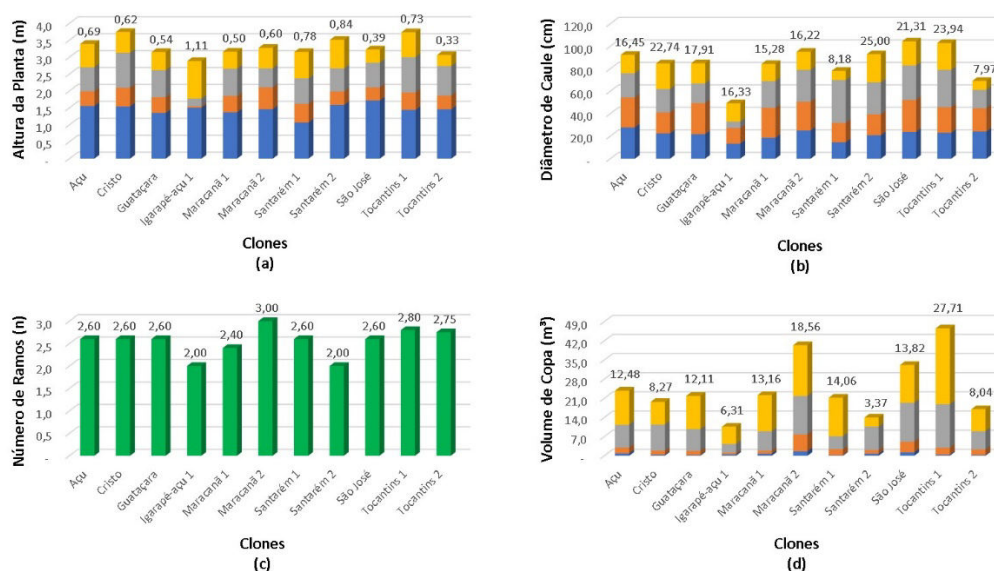 Altura da Planta (m)
4,0
3,5
3,0
2,5
2,0
1,5
1,0
0,5
-
0,69
0,62
0,54
1,11
0,50
0,60
0,78
0,84
0,39
0,73
0,33
Açu
Cristo
Guataçara
Igarapé-açu 1
Maracanã 1
Maracanã 2
Santarém 1
Santarém 2
São José
Tocantins 1
Tocantins 2
Clones
(a)
Diâmetro de Caule (cm)
120,0
100,0
80,0
60,0
40,0
20,0
-
16,45
22,74
17,91
16,33
15,28
16,22
8,18
25,00
21,31
23,94
7,97
Açu
Cristo
Guataçara
Igarapé-açu 1
Maracanã 1
Maracanã 2
Santarém 1
Santarém 2
São José
Tocantins 1
Tocantins 2
Clones
(b)
Número de Ramos (n)
3,0
2,5
2,0
1,5
1,0
0,5
-
2,60
2,60
2,60
2,00
2,40
3,00
2,60
2,00
2,60
2,80
2,75
Açu
Cristo
Guataçara
Igarapé-açu 1
Maracanã 1
Maracanã 2
Santarém 1
Santarém 2
São José
Tocantins 1
Tocantins 2
Clones
(c)
Volume de Copa (m³)
49,0
42,0
35,0
28,0
21,0
14,0
7,0
-
12,48
8,27
12,11
6,31
13,16
18,56
14,06
3,37
13,82
27,71
8,04
Açu
Cristo
Guataçara
Igarapé-açu 1
Maracanã 1
Maracanã 2
Santarém 1
Santarém 2
São José
Tocantins 1
Tocantins 2
Clones
(d)